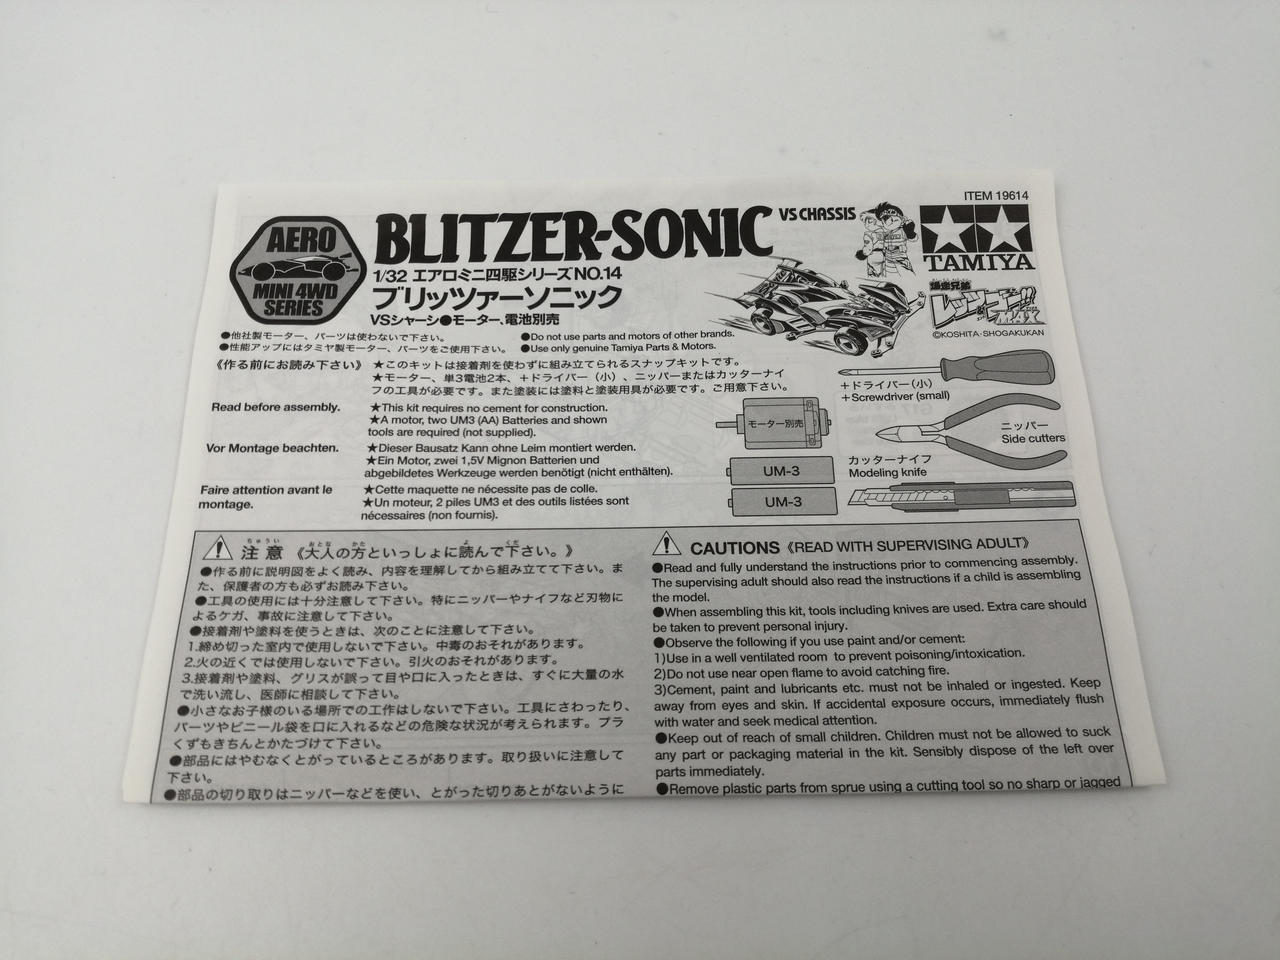 ITEM 19614
AERO
MINI 4WD
SERIES
BLITZER-SONIC VS CHASSIS
1/32 エアロミニ四駆シリーズNO.14
ブリッツァーソニック
VSシャーシ●モーター、電池別売
TAMIYA
爆走兄弟
レッツ&ゴー!!
MAX
©KOSHITA・SHOGAKUKAN
●他社製モーター、パーツは使わないで下さい。
●性能アップにはタミヤ製モーター、パーツをご使用下さい。
●Do not use parts and motors of other brands.
●Use only genuine Tamiya Parts & Motors.
《作る前にお読み下さい》
★このキットは接着剤を使わずに組み立てられるスナップキットです。
★モーター、単3電池2本、＋ドライバー（小）、ニッパーまたはカッターナイ
フの工具が必要です。また塗装には塗料と塗装用具が必要です。ご用意下さい。
Read before assembly.
★This kit requires no cement for construction.
★A motor, two UM3 (AA) Batteries and shown
tools are required (not supplied).
Vor Montage beachten.
★Dieser Bausatz Kann ohne Leim montiert werden.
★Ein Motor, zwei 1,5V Mignon Batterien und
abgebildetes Werkzeuge werden benötigt (nicht enthälten).
Faire attention avant le
montage.
★Cette maquette ne nécessite pas de colle.
★Un moteur, 2 piles UM3 et des outils listées sont
nécessaires (non fournis).
モーター別売
UM-3
UM-3
＋ドライバー（小）
＋Screwdriver (small)
ニッパー
Side cutters
カッターナイフ
Modeling knife
ちゅうい おとな かた よ くだ
注意《大人の方といっしょに読んで下さい。》
●作る前に説明図をよく読み、内容を理解してから組み立てて下さい。ま
た、保護者の方も必ずお読み下さい。
●工具の使用には十分注意して下さい。特にニッパーやナイフなど刃物に
よるケガ、事故に注意して下さい。
●接着剤や塗料を使うときは、次のことに注意して下さい。
1.締め切った室内で使用しないで下さい。中毒のおそれがあります。
2.火の近くでは使用しないで下さい。引火のおそれがあります。
3.接着剤や塗料、グリスが誤って目や口に入ったときは、すぐに大量の水
で洗い流し、医師に相談して下さい。
●小さなお子様のいる場所での工作はしないで下さい。工具にさわったり、
パーツやビニール袋を口に入れるなどの危険な状況が考えられます。プラ
くずもきちんとかたづけて下さい。
●部品にはやむなくとがっているところがあります。取り扱いに注意して
下さい。
●部品の切り取りはニッパーなどを使い、とがった切りあとがないように
CAUTIONS《READ WITH SUPERVISING ADULT》
●Read and fully understand the instructions prior to commencing assembly.
The supervising adult should also read the instructions if a child is assembling
the model.
●When assembling this kit, tools including knives are used. Extra care should
be taken to prevent personal injury.
●Observe the following if you use paint and/or cement:
1)Use in a well ventilated room to prevent poisoning/intoxication.
2)Do not use near open flame to avoid catching fire.
3)Cement, paint and lubricants etc. must not be inhaled or ingested. Keep
away from eyes and skin. If accidental exposure occurs, immediately flush
with water and seek medical attention.
●Keep out of reach of small children. Children must not be allowed to suck
any part or packaging material in the kit. Sensibly dispose of the left over
parts immediately.
●Remove plastic parts from sprue using a cutting tool so no sharp or jagged